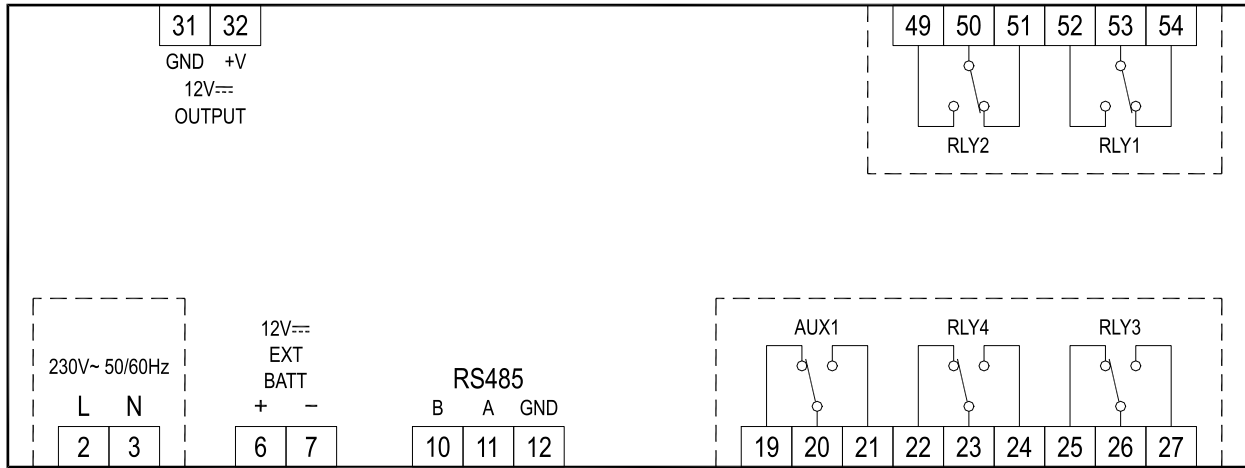 31 32 49 50 51 52 53 54
GND +V
12V⎓
OUTPUT
RLY2 RLY1
12V⎓ AUX1 RLY4 RLY3
EXT
230V~ 50/60Hz BATT RS485
L N + − B A GND
2 3 6 7 10 11 12 19 20 21 22 23 24 25 26 27